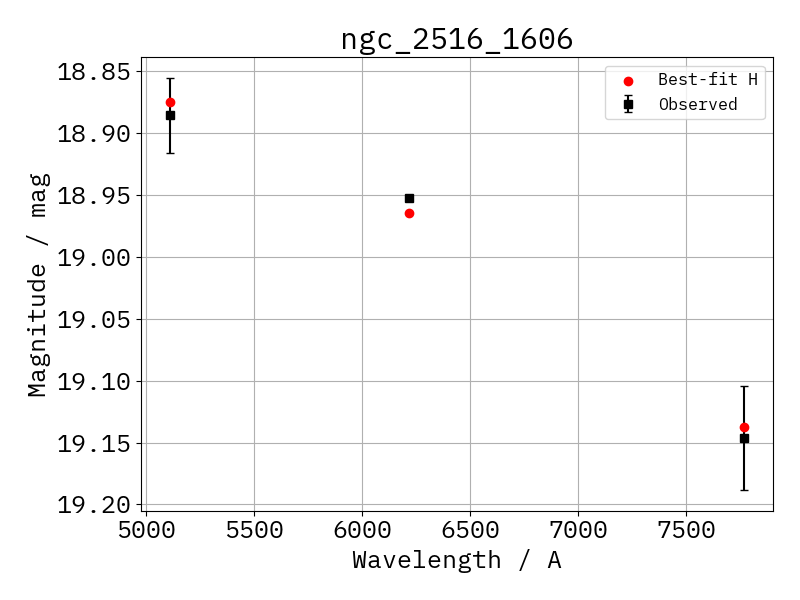 ngc_2516_1606
18.85
18.90
18.95
19.00
19.05
19.10
19.15
19.20
Magnitude / mag
Best-fit H
Observed
5000 5500 6000 6500 7000 7500
Wavelength / A